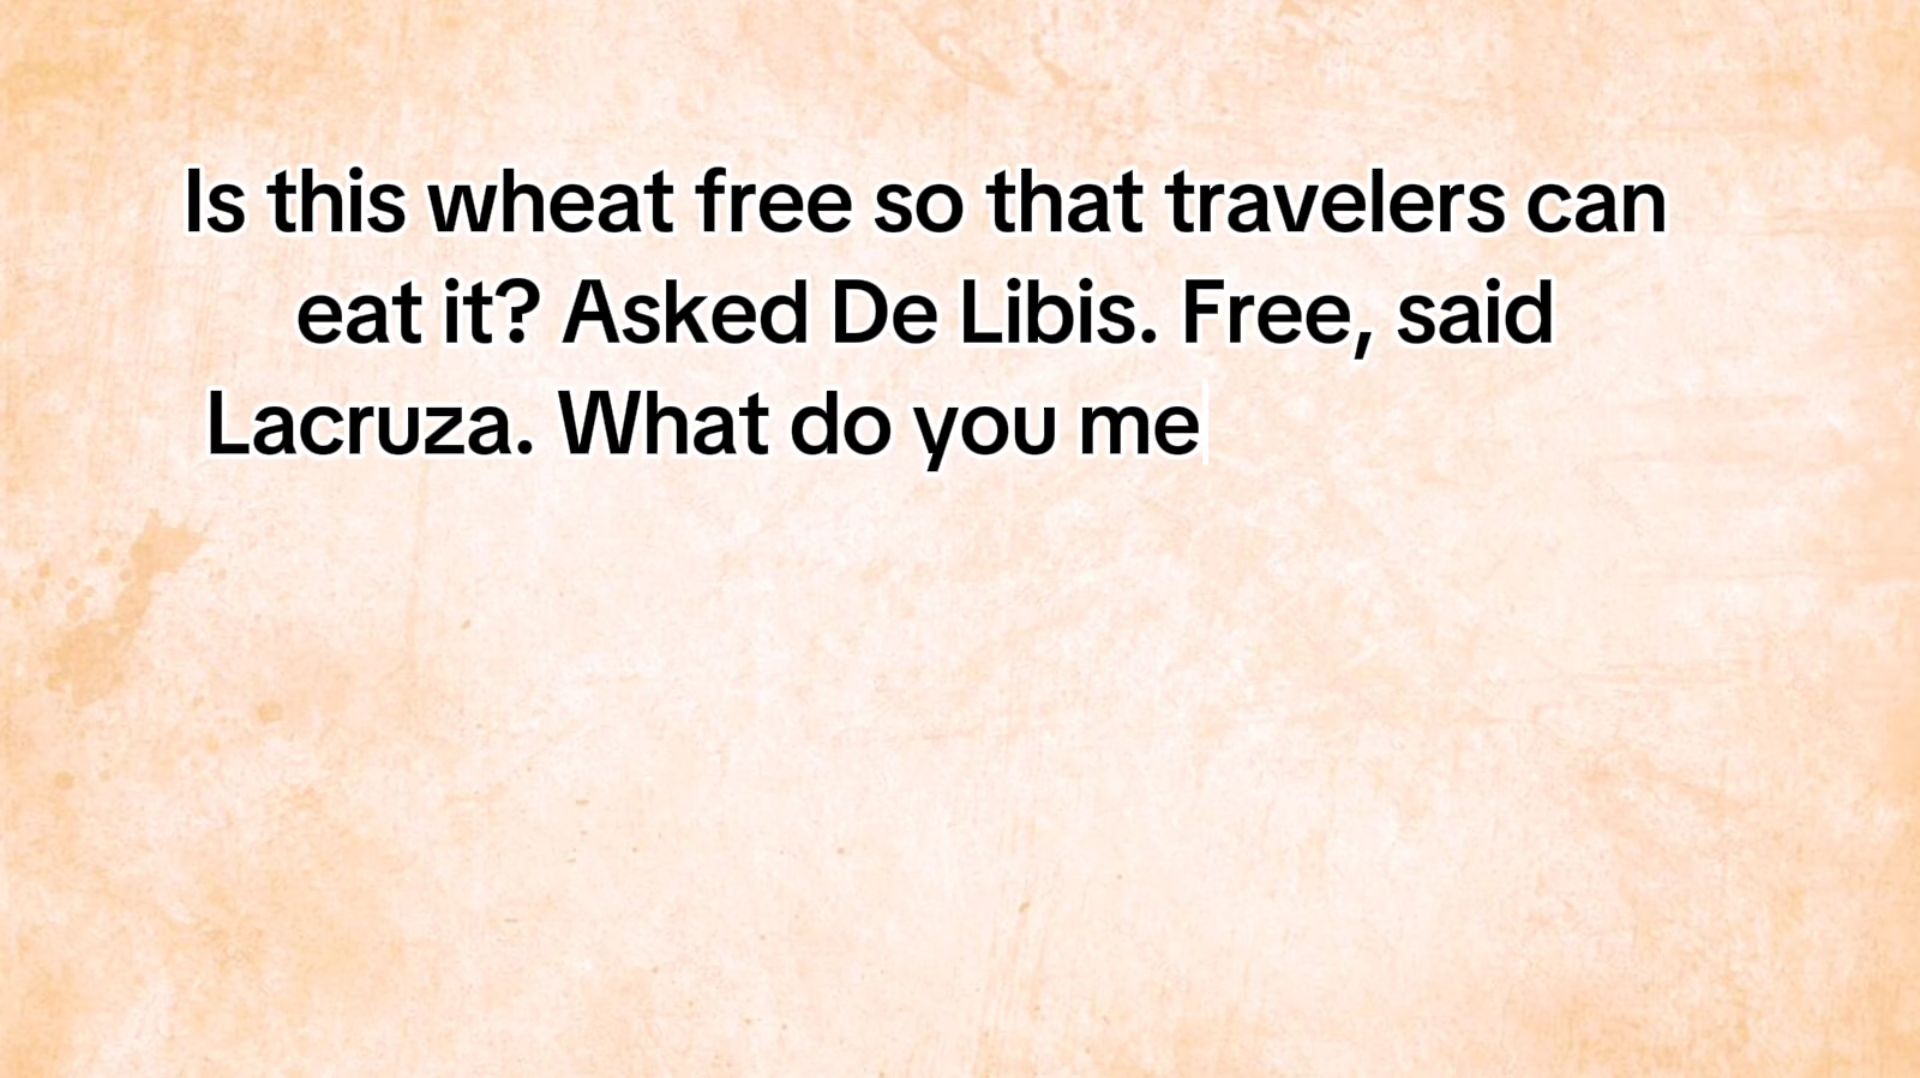 Is this wheat free so that travelers can
eat it? Asked De Libis. Free, said
Lacruza. What do you me